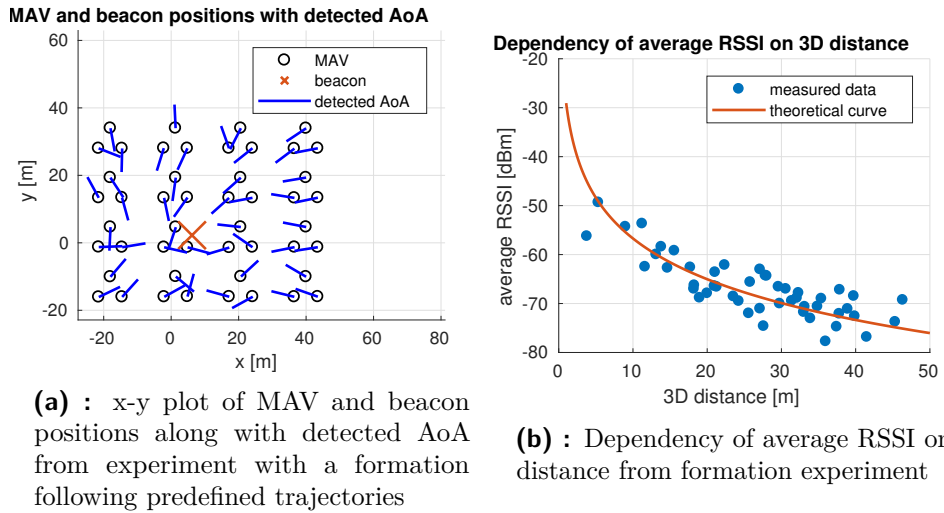 MAV and beacon positions with detected AoA
MAV
beacon
detected AoA
60
40
20
0
-20
y [m]
-20
0
20
40
60
80
x [m]
(a) : x-y plot of MAV and beacon
positions along with detected AoA
from experiment with a formation
following predefined trajectories
Dependency of average RSSI on 3D distance
measured data
theoretical curve
-20
-30
-40
-50
-60
-70
-80
average RSSI [dBm]
0
10
20
30
40
50
3D distance [m]
(b) : Dependency of average RSSI on
distance from formation experiment